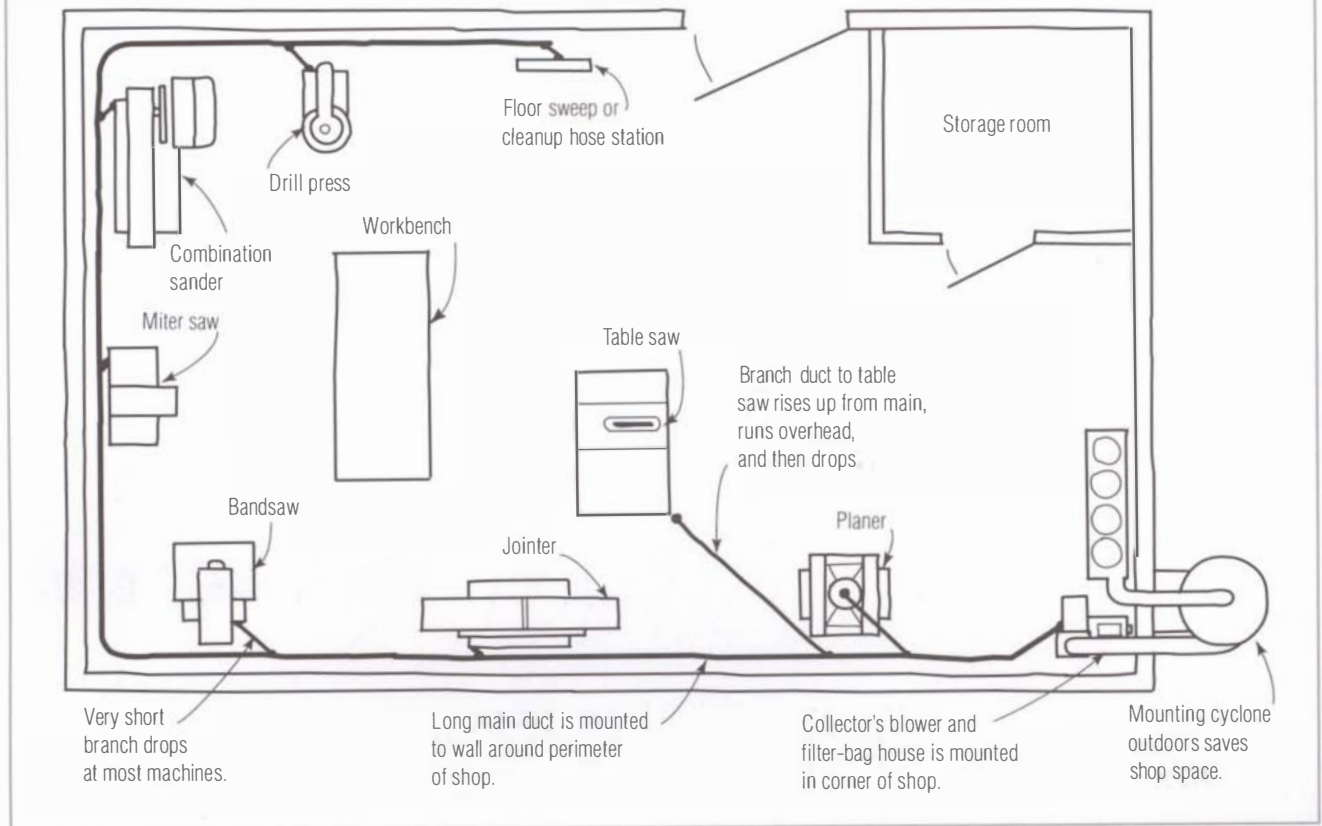 Floor sweep or
cleanup hose station
Storage room
Drill press
Workbench
Combination
sander
Miter saw
Table saw
Branch duct to table
saw rises up from main,
runs overhead,
and then drops
Bandsaw
Jointer
Planer
Very short
branch drops
at most machines.
Long main duct is mounted
to wall around perimeter
of shop.
Collector's blower and
filter-bag house is mounted
in corner of shop.
Mounting cyclone
outdoors saves
shop space.